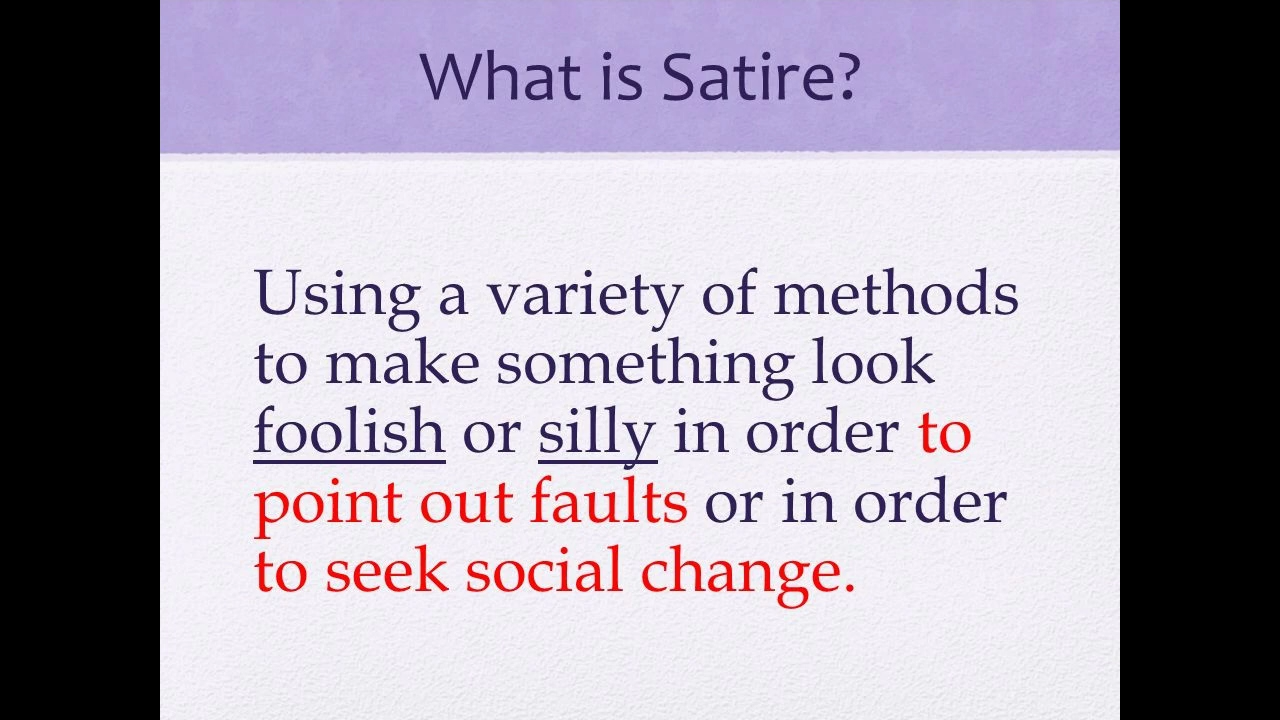 What is Satire?
Using a variety of methods
to make something look
foolish or silly in order to
point out faults or in order
to seek social change.